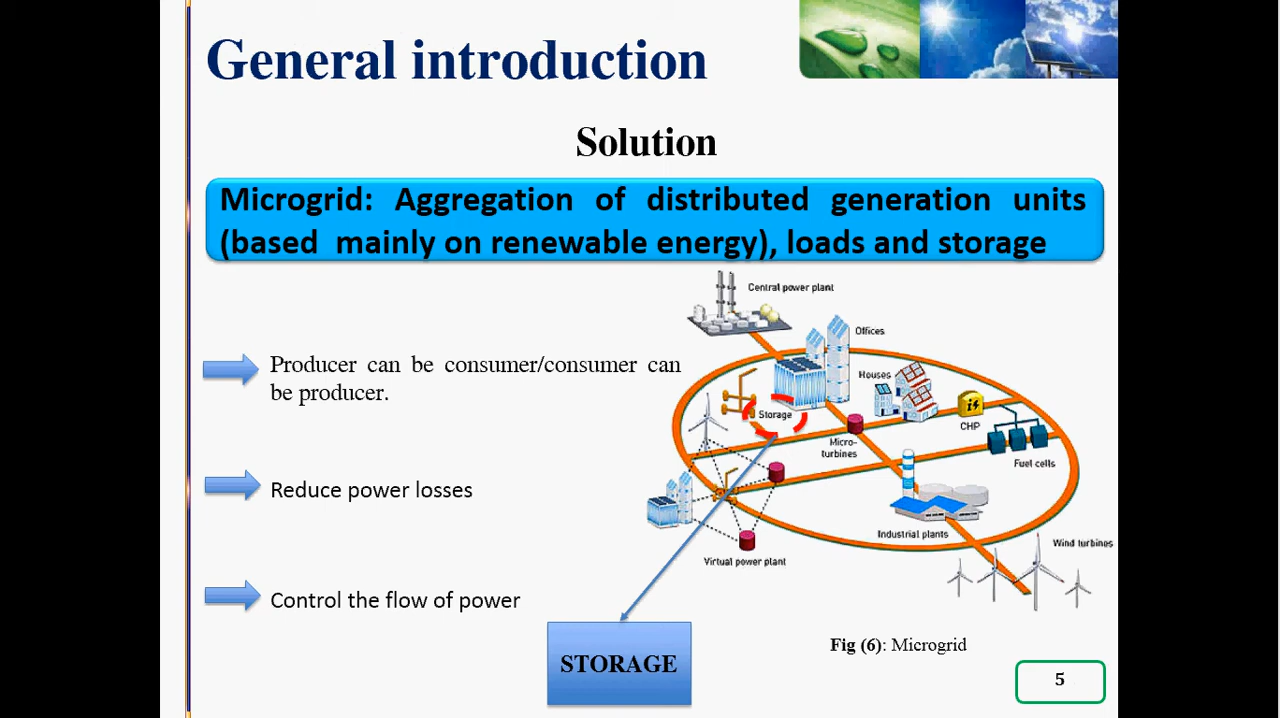 General introduction
Solution
Microgrid: Aggregation of distributed generation units
(based mainly on renewable energy), loads and storage
Central power plant
Offices
Producer can be consumer/consumer can
be producer.
Houses
Storage
CHP
Micro-
turbines
Fuel cells
Reduce power losses
Industrial plants
Wind turbines
Virtual power plant
Control the flow of power
STORAGE
Fig (6): Microgrid
5